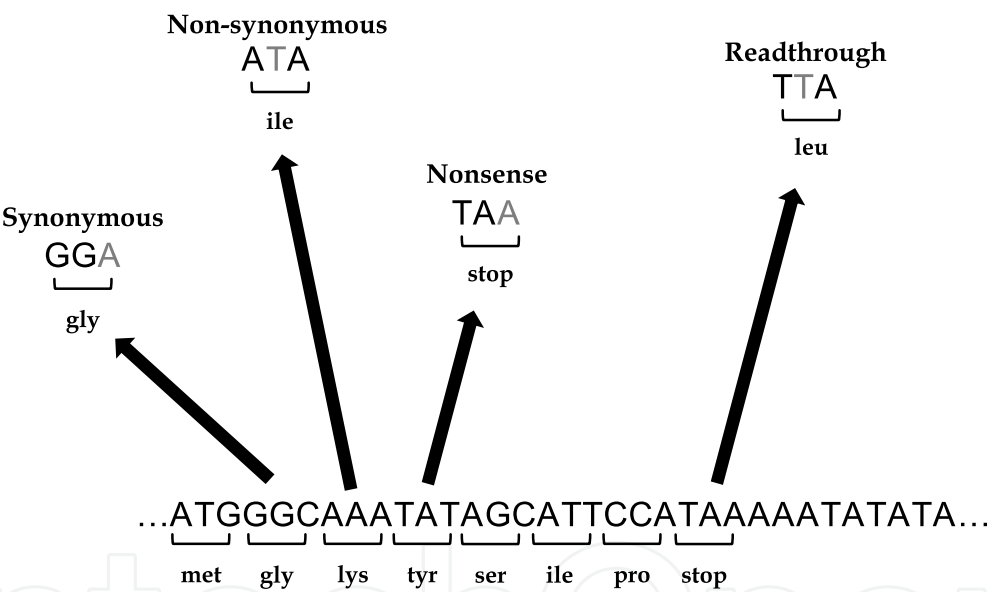 Non-synonymous
ATA
ile
Readthrough
TTA
leu
Nonsense
TAA
stop
Synonymous
GGA
gly
...ATGGGCAAATATAGCATTCCATAAAAATATATA...
met gly lys tyr ser ile pro stop